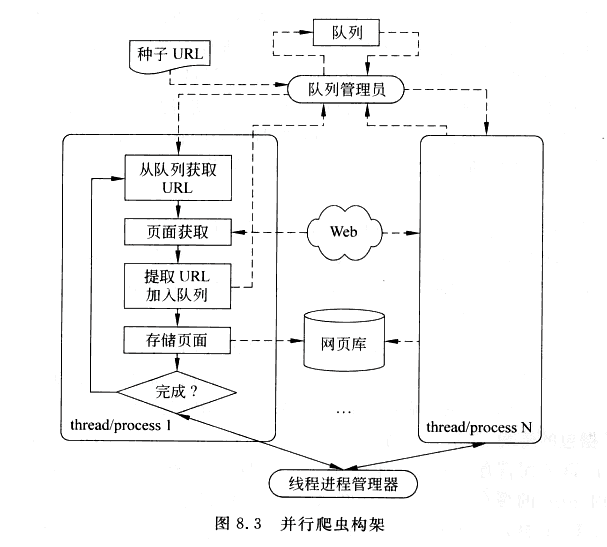 队列
种子 URL
队列管理员
从队列获取
URL
页面获取
Web
提取 URL
加入队列
存储页面
网页库
完成？
…
thread/process 1
thread/process N
线程进程管理器
图 8.3 并行爬虫构架